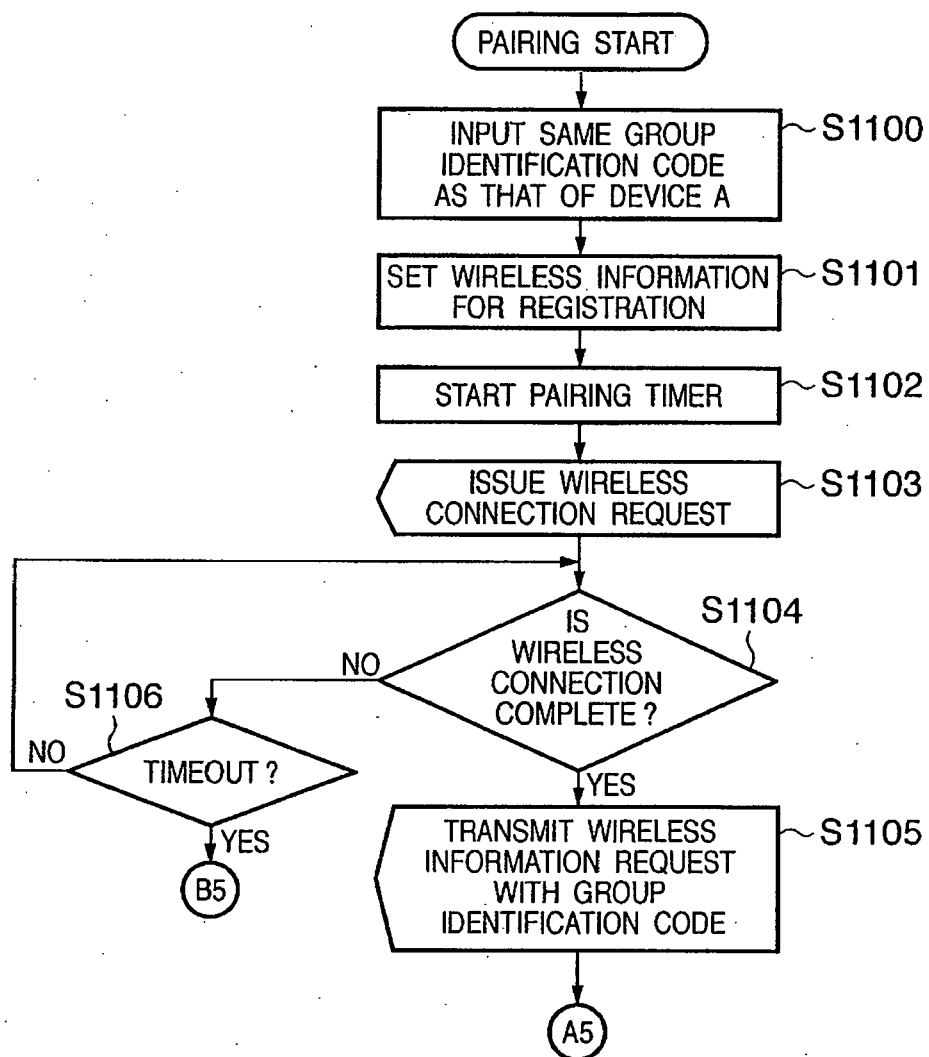 PAIRING START
INPUT SAME GROUP
IDENTIFICATION CODE
AS THAT OF DEVICE A
S1100
SET WIRELESS INFORMATION
FOR REGISTRATION
S1101
START PAIRING TIMER
S1102
ISSUE WIRELESS
CONNECTION REQUEST
S1103
IS
WIRELESS
CONNECTION
COMPLETE ?
S1104
NO
S1106
TIMEOUT ?
NO
YES
B5
YES
TRANSMIT WIRELESS
INFORMATION REQUEST
WITH GROUP
IDENTIFICATION CODE
S1105
A5